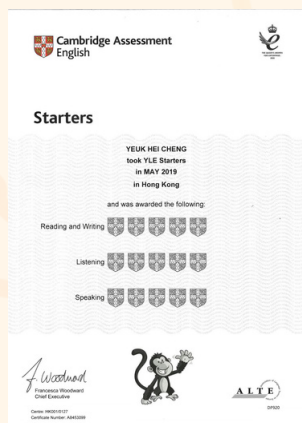 Cambridge Assessment
English
Starters
YEUK HEI CHENG
took YLE Starters
in MAY 2019
in Hong Kong
and was awarded the following:
Reading and Writing
Listening
Speaking
Francesca Woodward
Chief Executive
ALTE